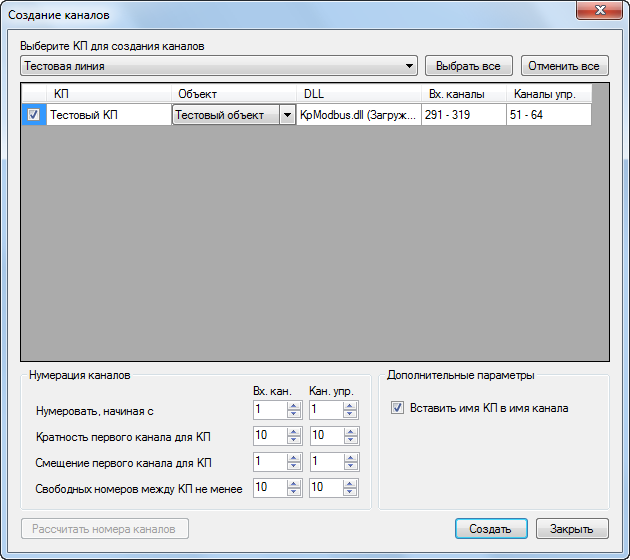 Создание каналов
Выберите КП для создания каналов
Тестовая линия Выбрать все Отменить все
КП Объект DLL Вх. каналы Каналы упр.
Тестовый КП Тестовый объект KpModbus.dll (Загруж... 291 - 319 51 - 64
Нумерация каналов
Вх. кан. Кан. упр.
Нумеровать, начиная с 1 1
Кратность первого канала для КП 10 10
Смещение первого канала для КП 1 1
Свободных номеров между КП не менее 10 10
Дополнительные параметры
Вставить имя КП в имя канала
Рассчитать номера каналов Создать Закрыть